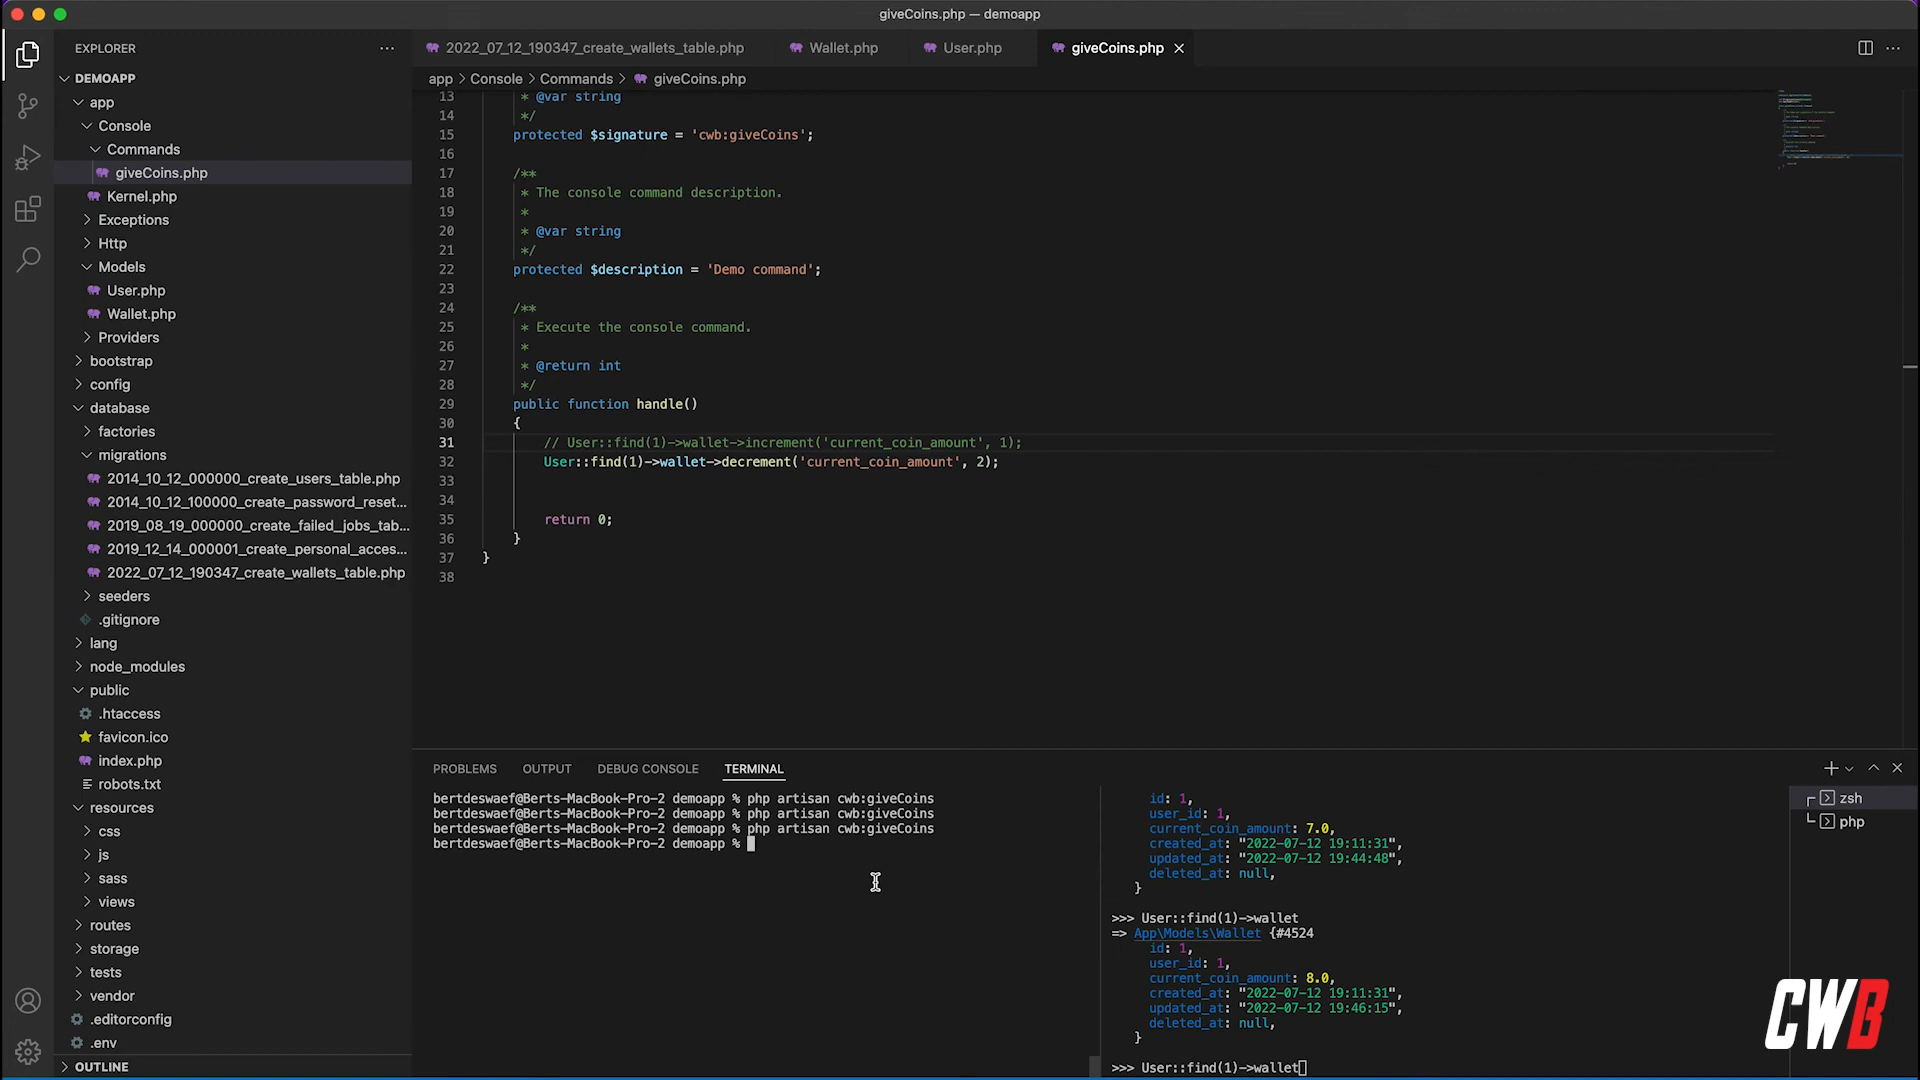 giveCoins.php — demoapp
EXPLORER
DEMOAPP
app
Console
Commands
giveCoins.php
Kernel.php
Exceptions
Http
Models
User.php
Wallet.php
Providers
bootstrap
config
database
factories
migrations
2014_10_12_000000_create_users_table.php
2014_10_12_100000_create_password_reset...
2019_08_19_000000_create_failed_jobs_tab...
2019_12_14_000001_create_personal_acces...
2022_07_12_190347_create_wallets_table.php
seeders
.gitignore
lang
node_modules
public
.htaccess
favicon.ico
index.php
robots.txt
resources
css
js
sass
views
routes
storage
tests
vendor
.editorconfig
.env
OUTLINE
2022_07_12_190347_create_wallets_table.php Wallet.php User.php giveCoins.php
app > Console > Commands > giveCoins.php
13 * @var string
14 */
15 protected $signature = 'cwb:giveCoins';
16
17 /**
18 * The console command description.
19 *
20 * @var string
21 */
22 protected $description = 'Demo command';
23
24 /**
25 * Execute the console command.
26 *
27 * @return int
28 */
29 public function handle()
30 {
31 // User::find(1)->wallet->increment('current_coin_amount', 1);
32 User::find(1)->wallet->decrement('current_coin_amount', 2);
33
34
35 return 0;
36 }
37 }
38
PROBLEMS OUTPUT DEBUG CONSOLE TERMINAL
bertdeswaef@Berts-MacBook-Pro-2 demoapp % php artisan cwb:giveCoins
bertdeswaef@Berts-MacBook-Pro-2 demoapp % php artisan cwb:giveCoins
bertdeswaef@Berts-MacBook-Pro-2 demoapp % php artisan cwb:giveCoins
bertdeswaef@Berts-MacBook-Pro-2 demoapp %
id: 1,
user_id: 1,
current_coin_amount: 7.0,
created_at: "2022-07-12 19:11:31",
updated_at: "2022-07-12 19:44:48",
deleted_at: null,
}
>>> User::find(1)->wallet
=> App\Models\Wallet {#4524
id: 1,
user_id: 1,
current_coin_amount: 8.0,
created_at: "2022-07-12 19:11:31",
updated_at: "2022-07-12 19:46:15",
deleted_at: null,
}
>>> User::find(1)->wallet
zsh
php
CWB